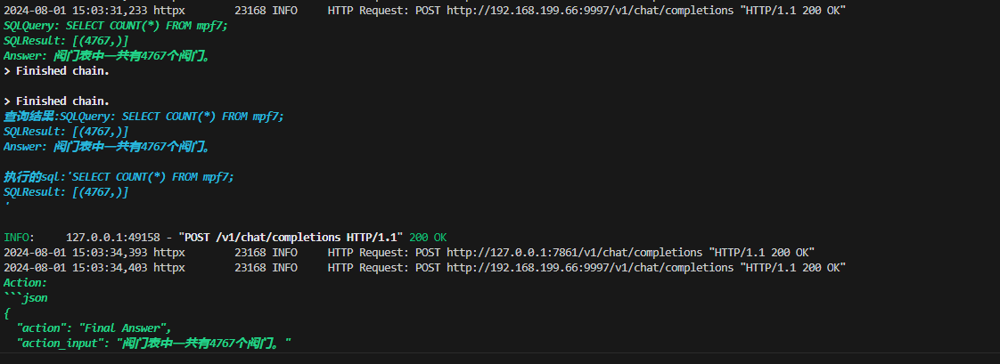 2024-08-01 15:03:31,233 httpx 23168 INFO HTTP Request: POST http://192.168.199.66:9997/v1/chat/completions "HTTP/1.1 200 OK"
SQLQuery: SELECT COUNT(*) FROM mpf7;
SQLResult: [(4767,)]
Answer: 阀门表中一共有4767个阀门。
> Finished chain.
> Finished chain.
查询结果:SQLQuery: SELECT COUNT(*) FROM mpf7;
SQLResult: [(4767,)]
Answer: 阀门表中一共有4767个阀门。
执行的sql:'SELECT COUNT(*) FROM mpf7;
SQLResult: [(4767,)]
'
INFO: 127.0.0.1:49158 - "POST /v1/chat/completions HTTP/1.1" 200 OK
2024-08-01 15:03:34,393 httpx 23168 INFO HTTP Request: POST http://127.0.0.1:7861/v1/chat/completions "HTTP/1.1 200 OK"
2024-08-01 15:03:34,403 httpx 23168 INFO HTTP Request: POST http://192.168.199.66:9997/v1/chat/completions "HTTP/1.1 200 OK"
Action:
```json
{
"action": "Final Answer",
"action_input": "阀门表中一共有4767个阀门。"